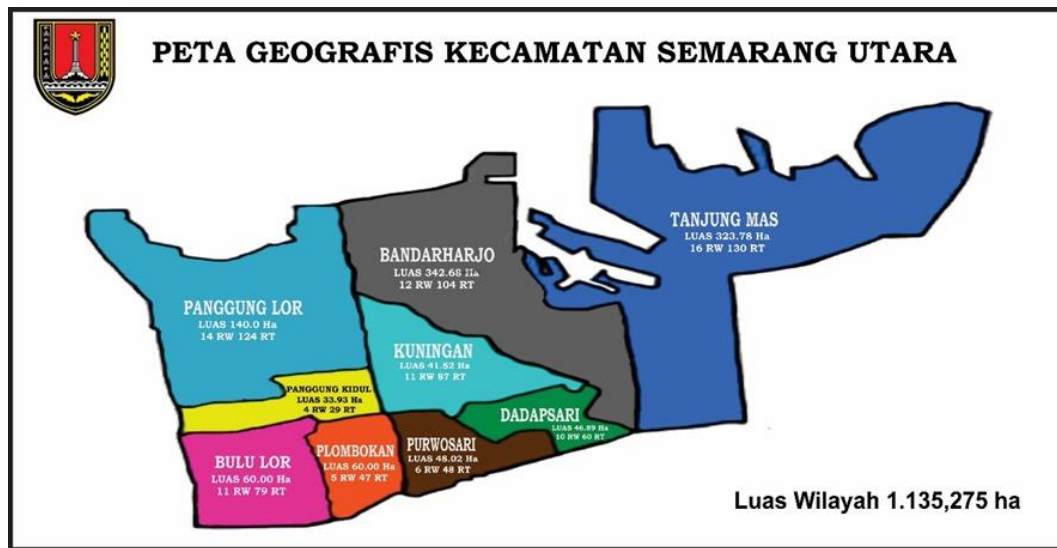 PETA GEOGRAFIS KECAMATAN SEMARANG UTARA
TANJUNG MAS
LUAS 323.78 Ha
16 RW 130 RT
BANDARHARJO
LUAS 342.68 Ha
12 RW 104 RT
PANGGUNG LOR
LUAS 140.0 Ha
14 RW 124 RT
KUNINGAN
LUAS 41.52 Ha
11 RW 87 RT
PANGGUNG KIDUL
LUAS 33.93 Ha
4 RW 29 RT
DADAPSARI
LUAS 46.89 Ha
10 RW 60 RT
BULU LOR
LUAS 60.00 Ha
11 RW 79 RT
PLOMBOKAN
LUAS 60.00 Ha
5 RW 47 RT
PURWOSARI
LUAS 48.02 Ha
6 RW 48 RT
Luas Wilayah 1.135,275 ha